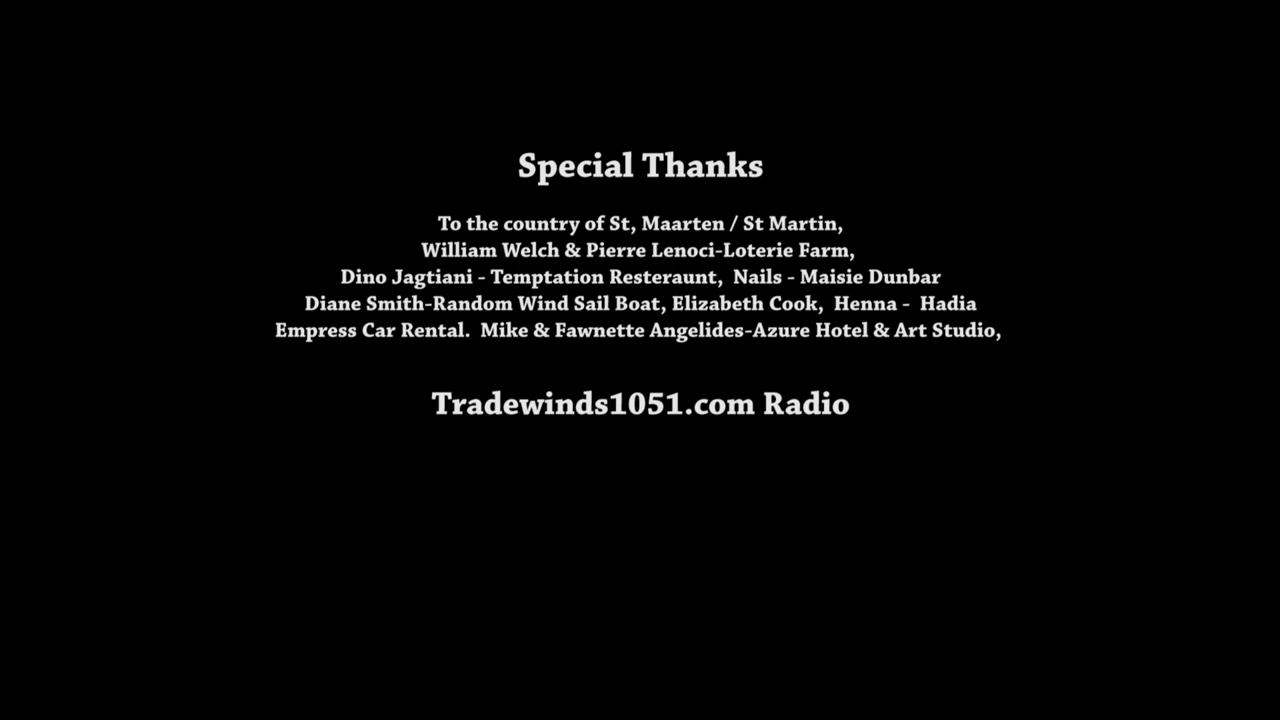 Special Thanks
To the country of St, Maarten / St Martin,
William Welch & Pierre Lenoci-Loterie Farm,
Dino Jagtiani - Temptation Resteraunt,  Nails - Maisie Dunbar
Diane Smith-Random Wind Sail Boat, Elizabeth Cook,  Henna -  Hadia
Empress Car Rental.  Mike & Fawnette Angelides-Azure Hotel & Art Studio,
Tradewinds1051.com Radio